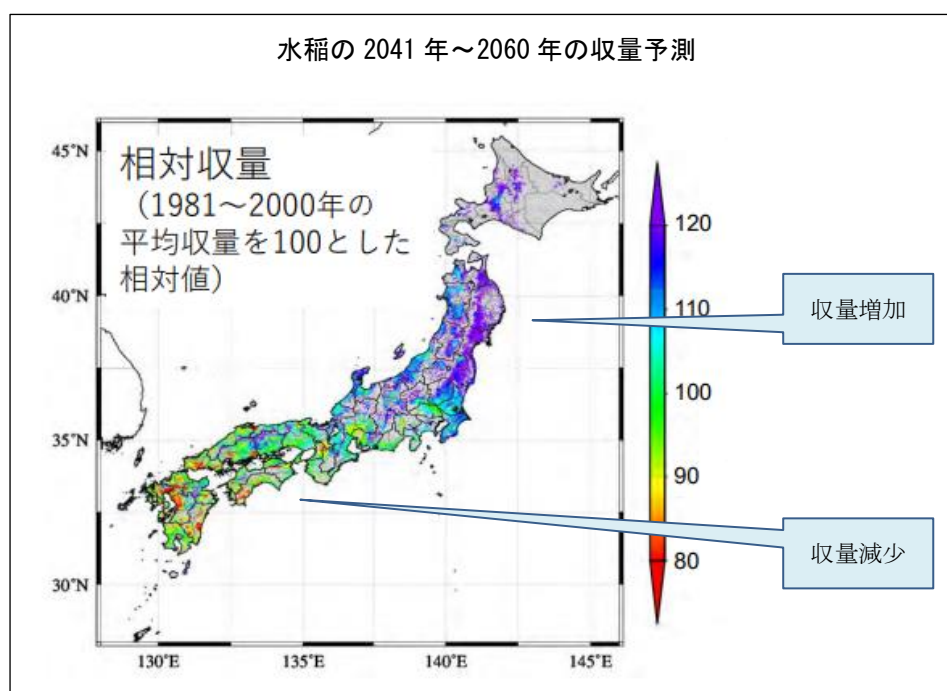 水稲の 2041 年～2060 年の収量予測
相対収量
（1981～2000年の
平均収量を100とした
相対値）
45°N
40°N
35°N
30°N
130°E
135°E
140°E
145°E
120
110
100
90
80
収量増加
収量減少